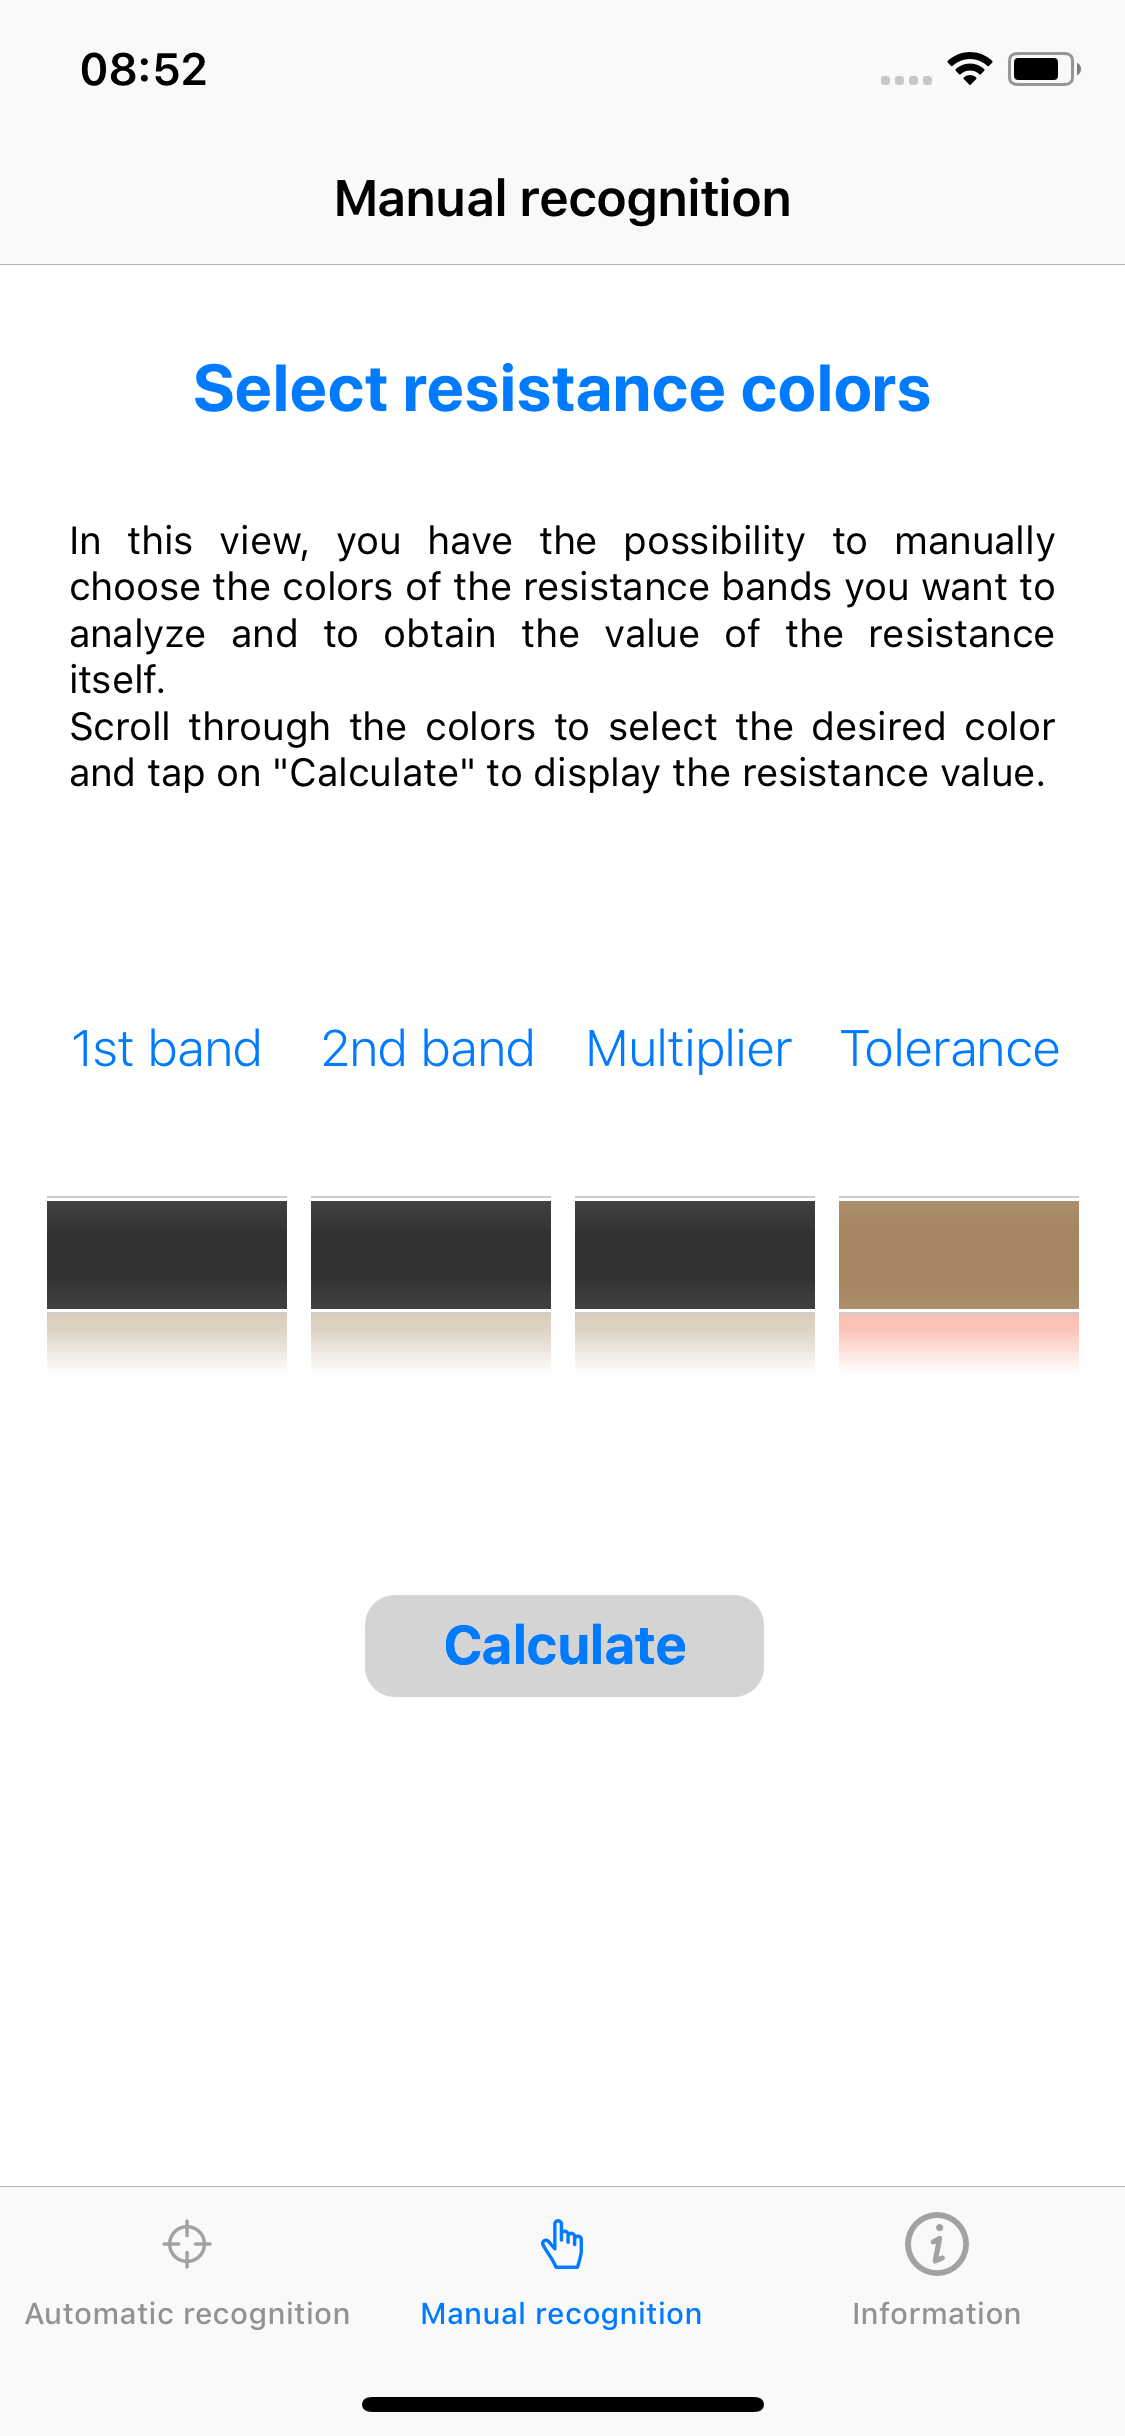 08:52
Manual recognition
Select resistance colors
In this view, you have the possibility to manually
choose the colors of the resistance bands you want to
analyze and to obtain the value of the resistance
itself.
Scroll through the colors to select the desired color
and tap on "Calculate" to display the resistance value.
1st band 2nd band Multiplier Tolerance
Calculate
Automatic recognition Manual recognition Information